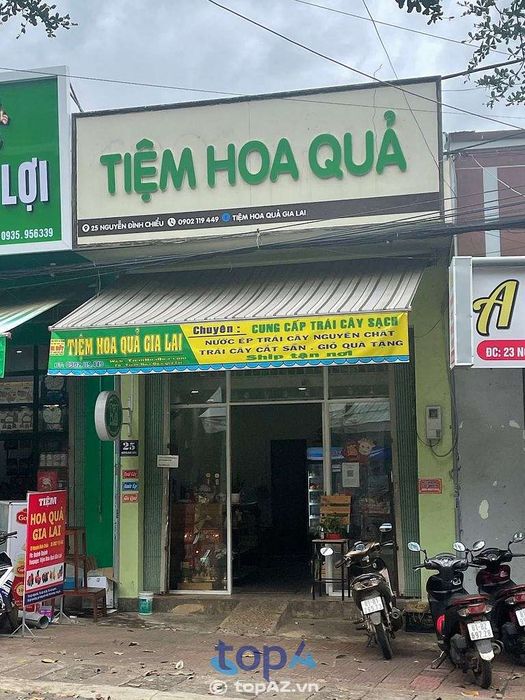 TIỆM HOA QUẢ
25 NGUYỄN ĐÌNH CHIỂU 0902 119 449 TIỆM HOA QUẢ GIA LAI
LỢI
0935.956339
TIỆM HOA QUẢ GIA LAI
Chuyên : CUNG CẤP TRÁI CÂY SẠCH
NƯỚC ÉP TRÁI CÂY NGUYÊN CHẤT
TRÁI CÂY CẮT SẴN , GIỎ QUÀ TẶNG
Ship tận nơi
A
ĐC: 23 N
25
TIỆM
HOA QUẢ
GIA LAI
topAZ
© topAZ.vn